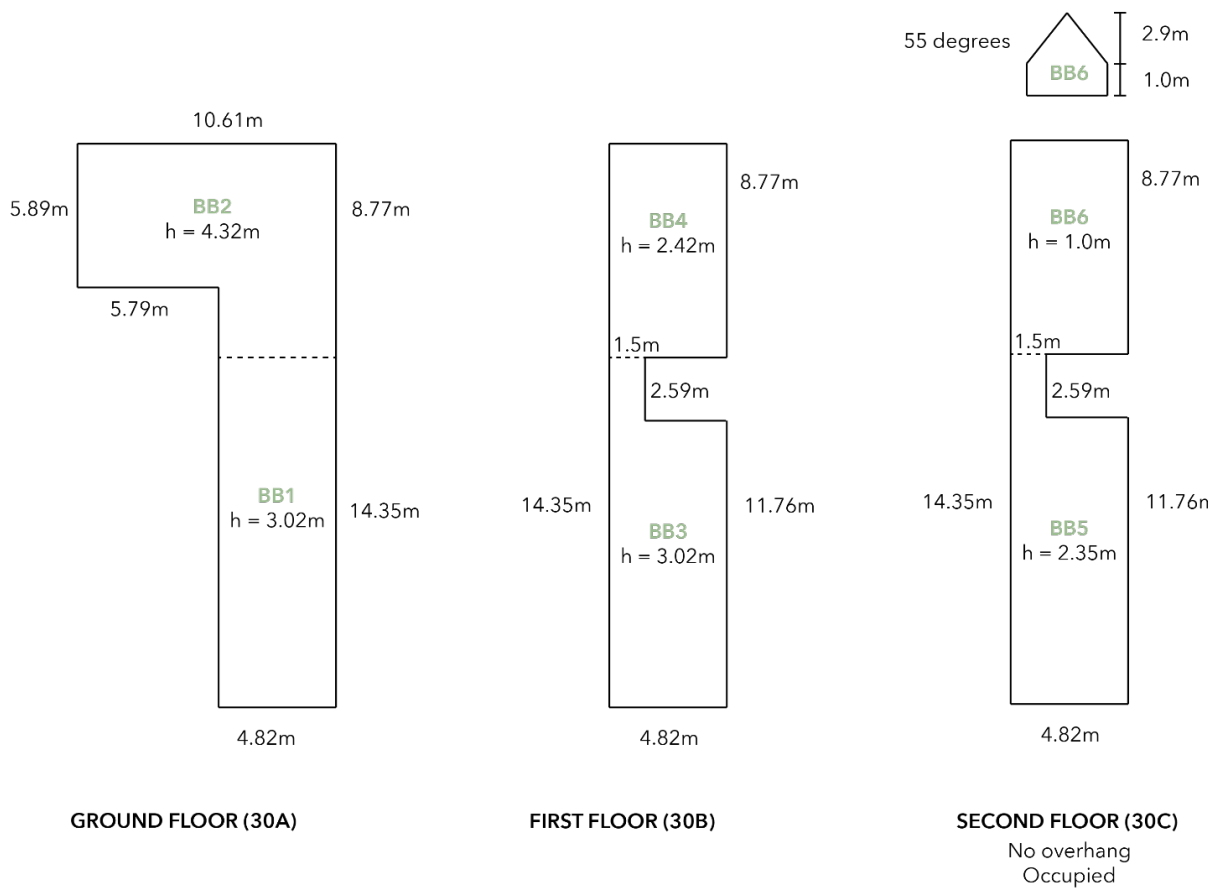 55 degrees
BB6
2.9m
1.0m
10.61m
5.89m
BB2
h = 4.32m
8.77m
5.79m
BB1
h = 3.02m
14.35m
4.82m
GROUND FLOOR (30A)
8.77m
BB4
h = 2.42m
1.5m
2.59m
14.35m
11.76m
BB3
h = 3.02m
4.82m
FIRST FLOOR (30B)
8.77m
BB6
h = 1.0m
1.5m
2.59m
14.35m
11.76m
BB5
h = 2.35m
4.82m
SECOND FLOOR (30C)
No overhang
Occupied